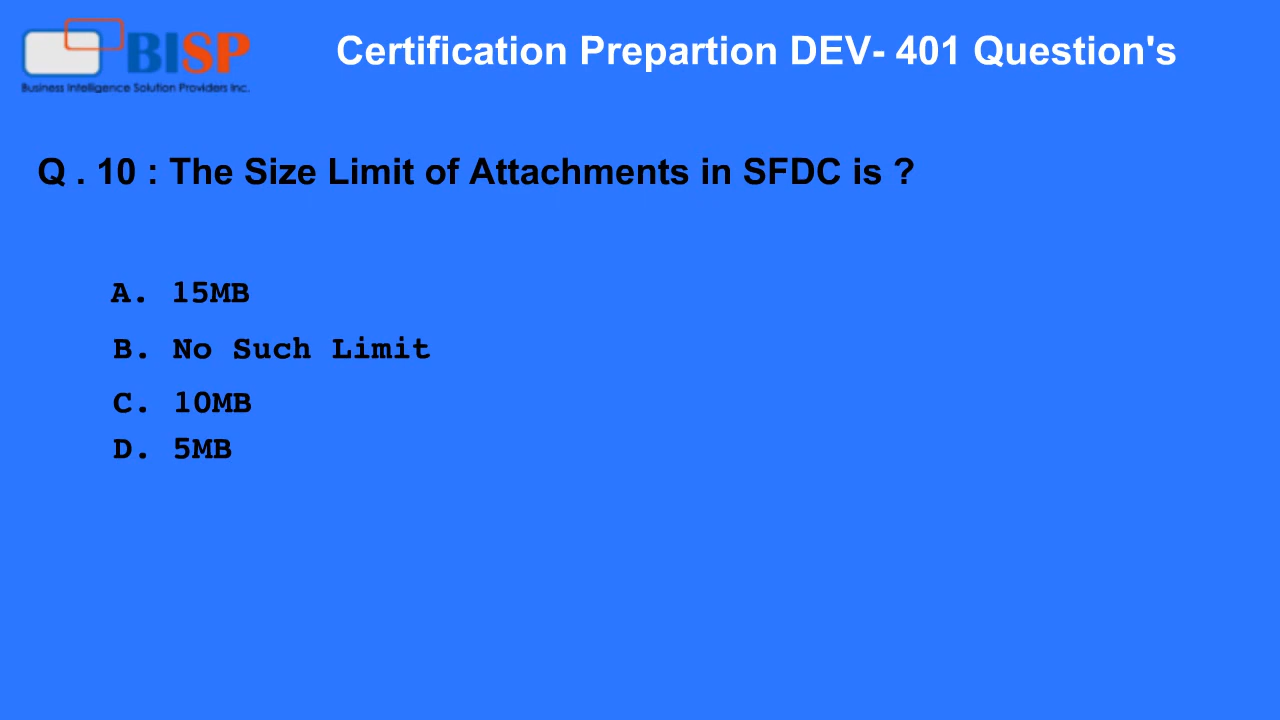 BISP
Business Intelligence Solution Providers Inc.
Certification Prepartion DEV- 401 Question's
Q . 10 : The Size Limit of Attachments in SFDC is ?
A. 15MB
B. No Such Limit
C. 10MB
D. 5MB